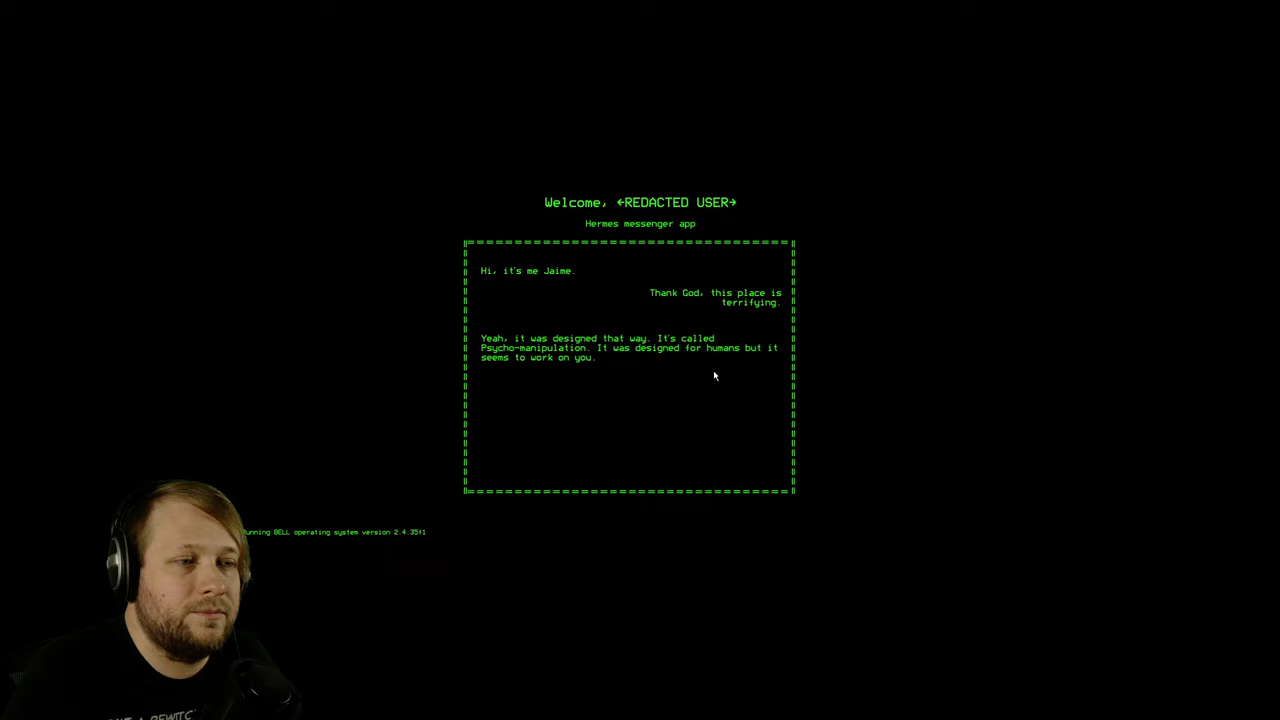 Welcome, ←REDACTED USER→
Hermes messenger app
Hi, it's me Jaime.
Thank God, this place is
terrifying.
Yeah, it was designed that way. It's called
Psycho-manipulation. It was designed for humans but it
seems to work on you.
Running BELL operating system version 2.4.35f1